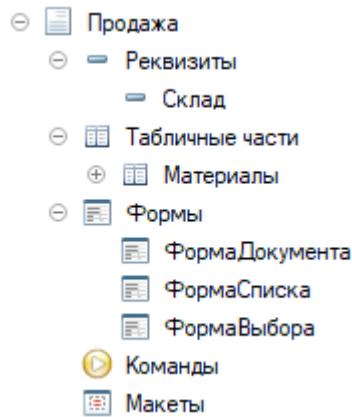 Продажа
Реквизиты
Склад
Табличные части
Материалы
Формы
ФормаДокумента
ФормаСписка
ФормаВыбора
Команды
Макеты